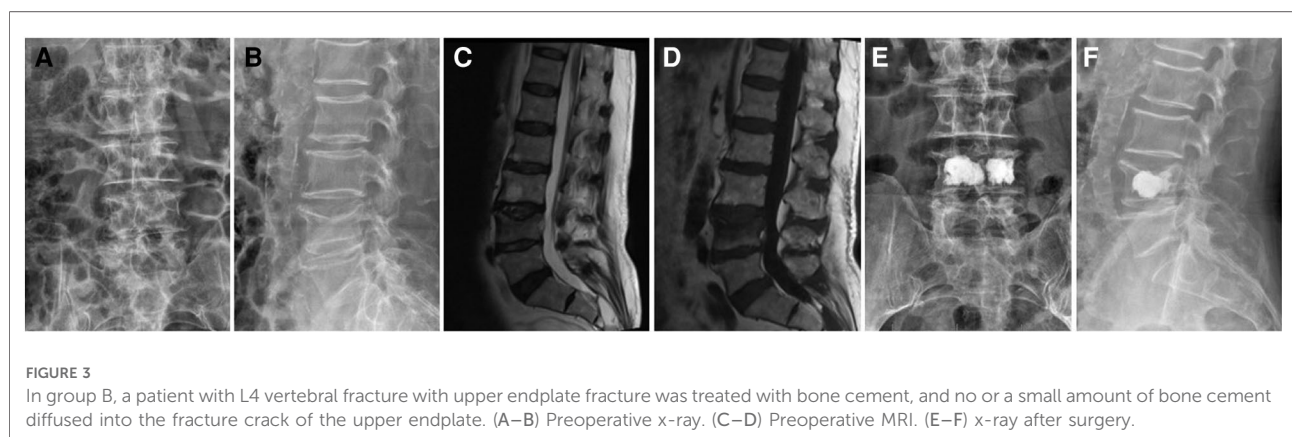 A B C D E F
FIGURE 3
In group B, a patient with L4 vertebral fracture with upper endplate fracture was treated with bone cement, and no or a small amount of bone cement
diffused into the fracture crack of the upper endplate. (A–B) Preoperative x-ray. (C–D) Preoperative MRI. (E–F) x-ray after surgery.